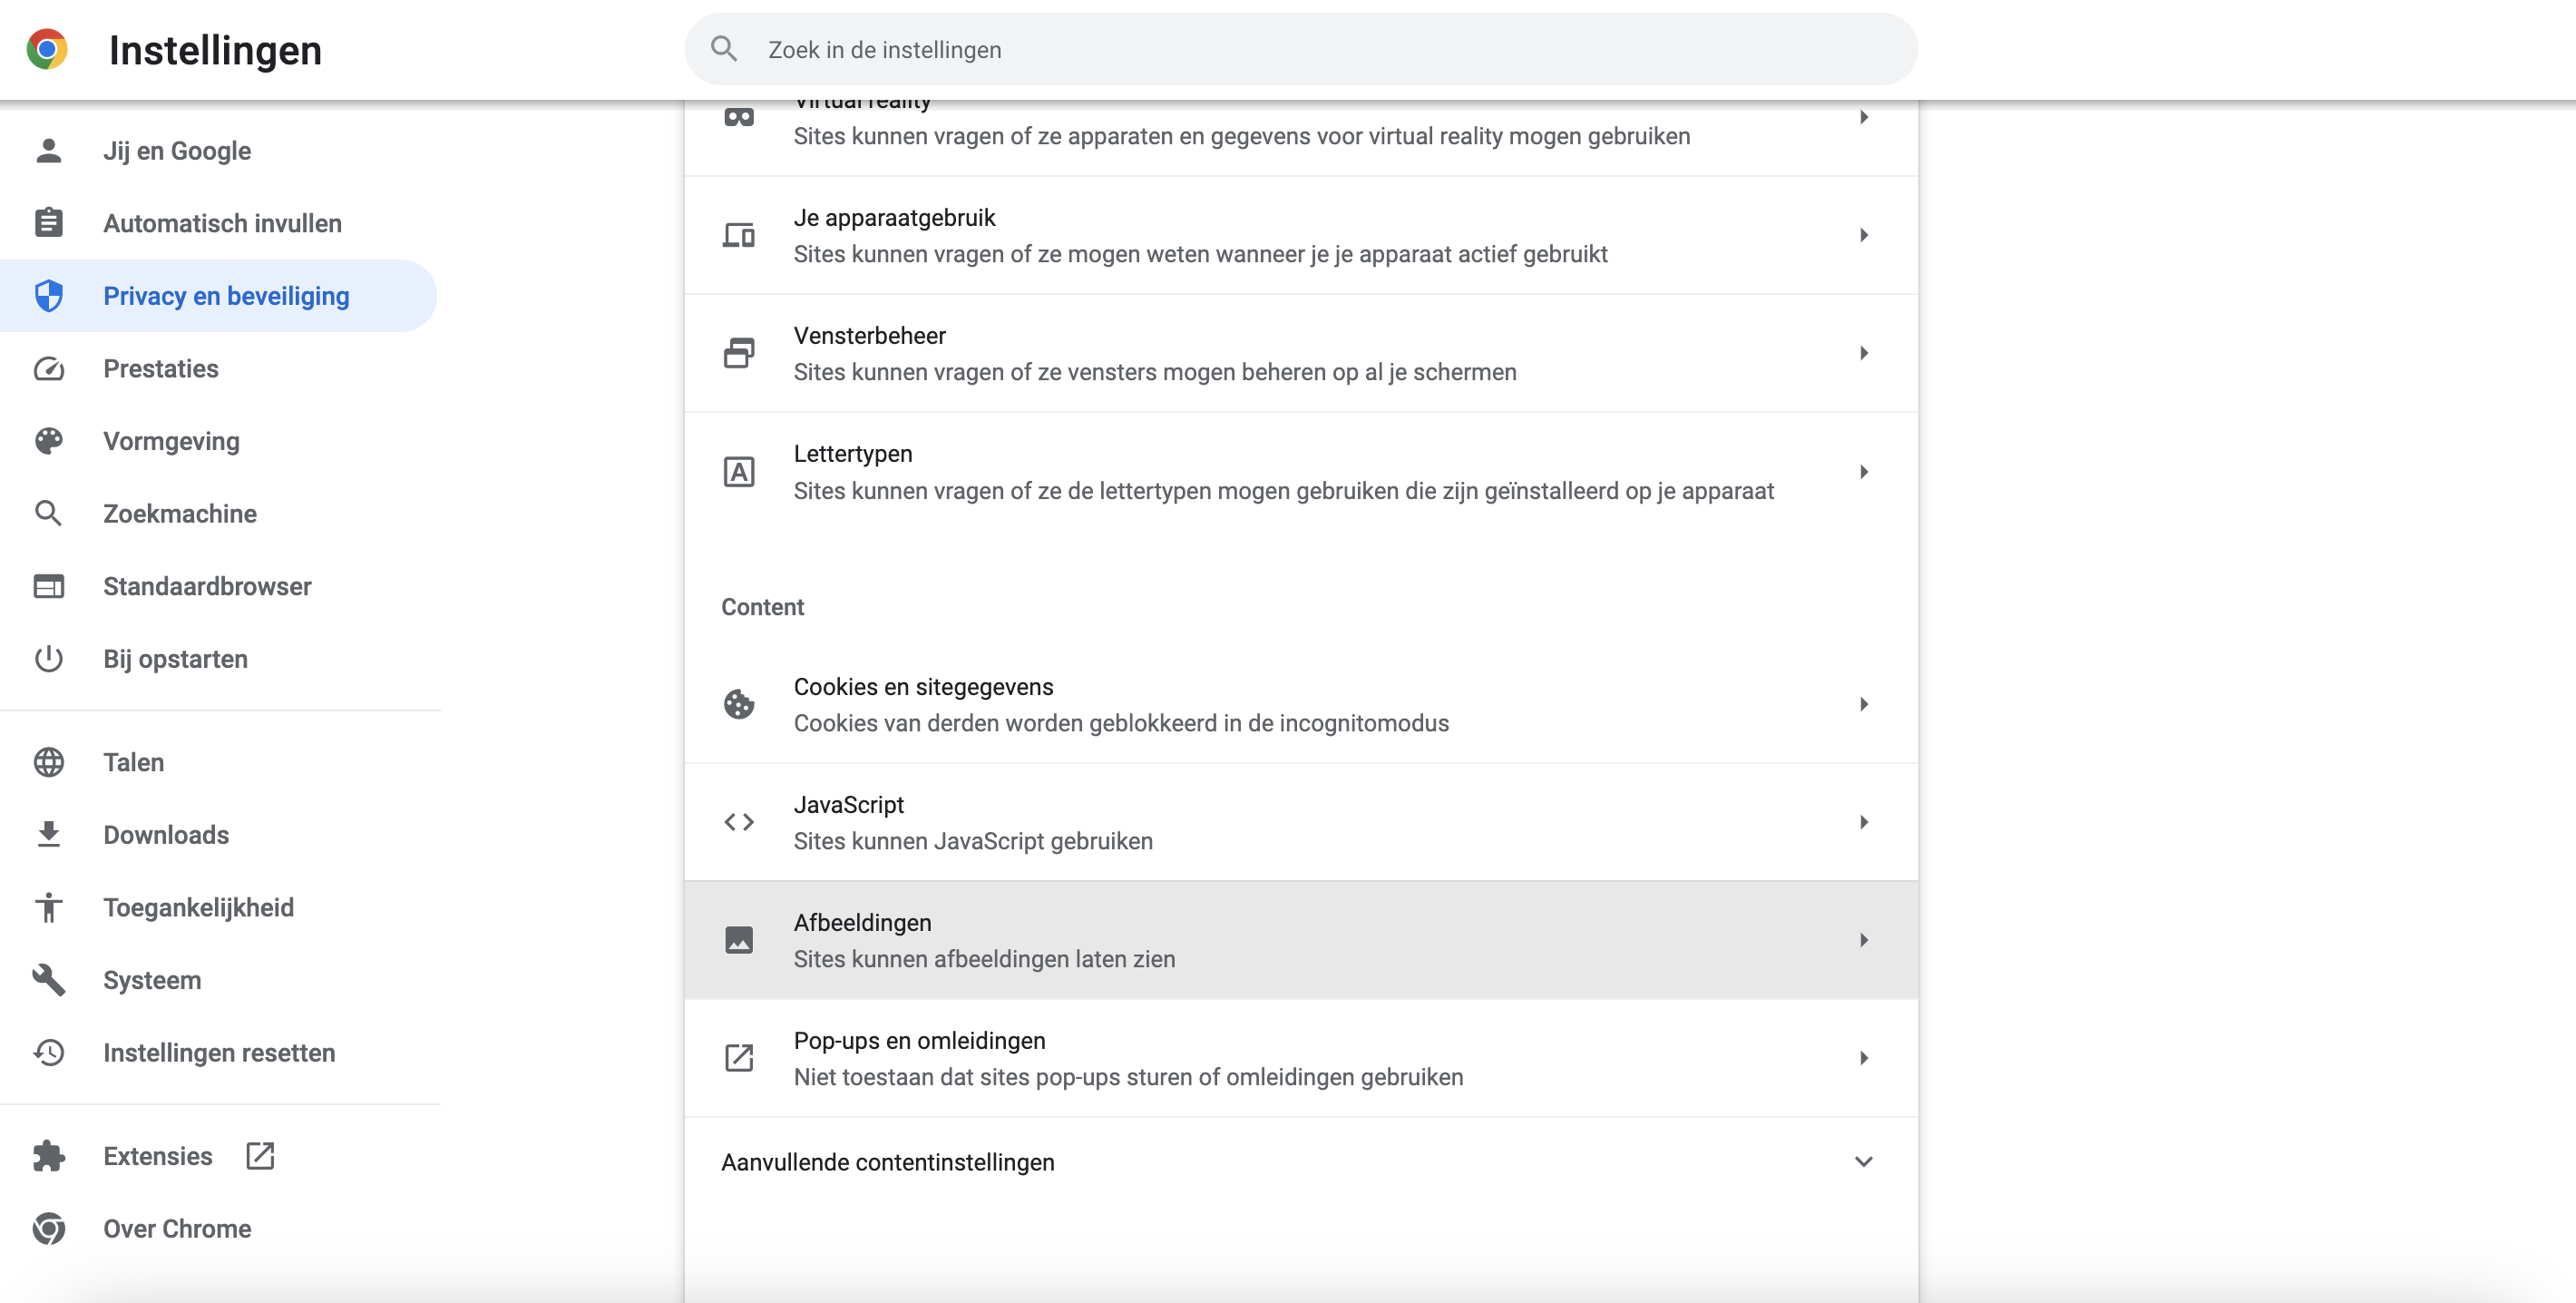 Instellingen
Zoek in de instellingen
Jij en Google
Automatisch invullen
Privacy en beveiliging
Prestaties
Vormgeving
Zoekmachine
Standaardbrowser
Bij opstarten
Talen
Downloads
Toegankelijkheid
Systeem
Instellingen resetten
Extensies
Over Chrome
Virtual reality
Sites kunnen vragen of ze apparaten en gegevens voor virtual reality mogen gebruiken
Je apparaatgebruik
Sites kunnen vragen of ze mogen weten wanneer je je apparaat actief gebruikt
Vensterbeheer
Sites kunnen vragen of ze vensters mogen beheren op al je schermen
Lettertypen
Sites kunnen vragen of ze de lettertypen mogen gebruiken die zijn geïnstalleerd op je apparaat
Content
Cookies en sitegegevens
Cookies van derden worden geblokkeerd in de incognitomodus
JavaScript
Sites kunnen JavaScript gebruiken
Afbeeldingen
Sites kunnen afbeeldingen laten zien
Pop-ups en omleidingen
Niet toestaan dat sites pop-ups sturen of omleidingen gebruiken
Aanvullende contentinstellingen